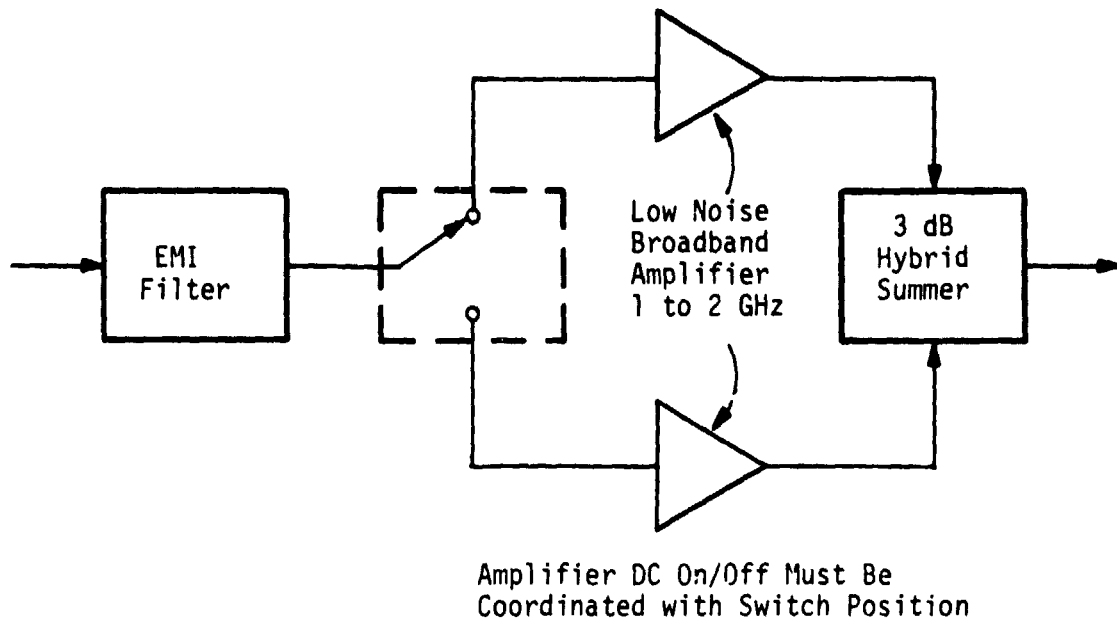 EMI
Filter
Low Noise
Broadband
Amplifier
1 to 2 GHz
3 dB
Hybrid
Summer
Amplifier DC On/Off Must Be
Coordinated with Switch Position